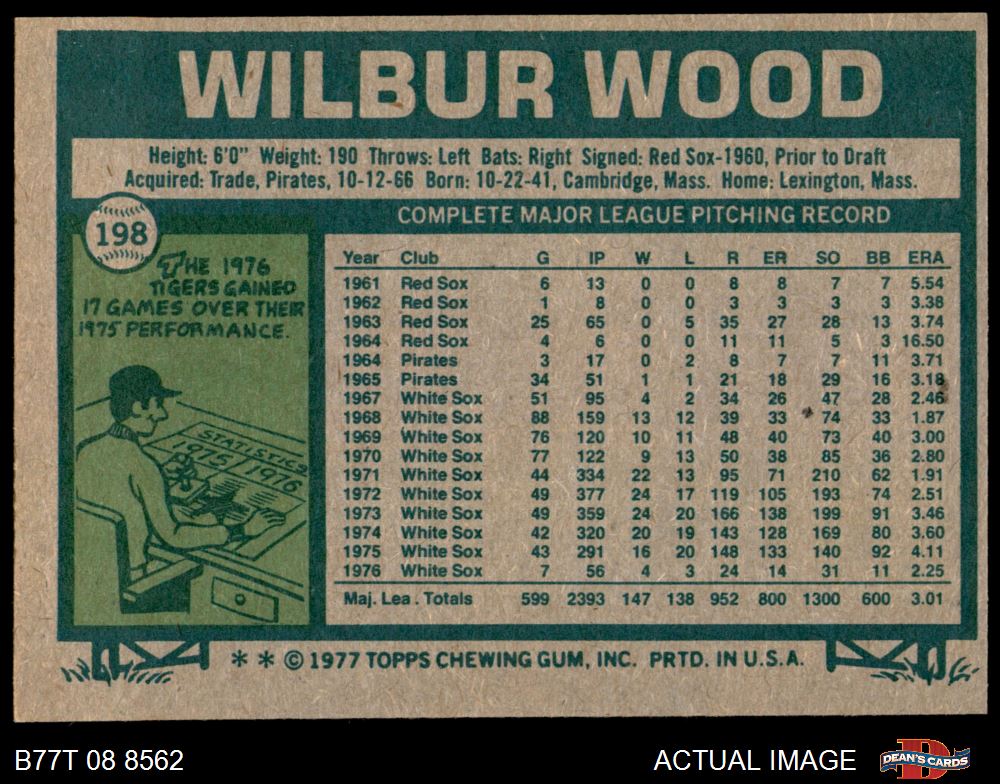 WILBUR WOOD
Height: 6'0" Weight: 190 Throws: Left Bats: Right Signed: Red Sox-1960, Prior to Draft
Acquired: Trade, Pirates, 10-12-66 Born: 10-22-41, Cambridge, Mass. Home: Lexington, Mass.
198
THE 1976
TIGERS GAINED
17 GAMES OVER THEIR
1975 PERFORMANCE.
STATISTICS
1975 1976
COMPLETE MAJOR LEAGUE PITCHING RECORD
Year Club G IP W L R ER SO BB ERA
1961 Red Sox 6 13 0 0 8 8 7 7 5.54
1962 Red Sox 1 8 0 0 3 3 3 3 3.38
1963 Red Sox 25 65 0 5 35 27 28 13 3.74
1964 Red Sox 4 6 0 0 11 11 5 3 16.50
1964 Pirates 3 17 0 2 8 7 7 11 3.71
1965 Pirates 34 51 1 1 21 18 29 16 3.18
1967 White Sox 51 95 4 2 34 26 47 28 2.46
1968 White Sox 88 159 13 12 39 33 74 33 1.87
1969 White Sox 76 120 10 11 48 40 73 40 3.00
1970 White Sox 77 122 9 13 50 38 85 36 2.80
1971 White Sox 44 334 22 13 95 71 210 62 1.91
1972 White Sox 49 377 24 17 119 105 193 74 2.51
1973 White Sox 49 359 24 20 166 138 199 91 3.46
1974 White Sox 42 320 20 19 143 128 169 80 3.60
1975 White Sox 43 291 16 20 148 133 140 92 4.11
1976 White Sox 7 56 4 3 24 14 31 11 2.25
Maj. Lea. Totals 599 2393 147 138 952 800 1300 600 3.01
* * © 1977 TOPPS CHEWING GUM, INC. PRTD. IN U.S.A.
B77T 08 8562
ACTUAL IMAGE
D
DEAN'S CARDS